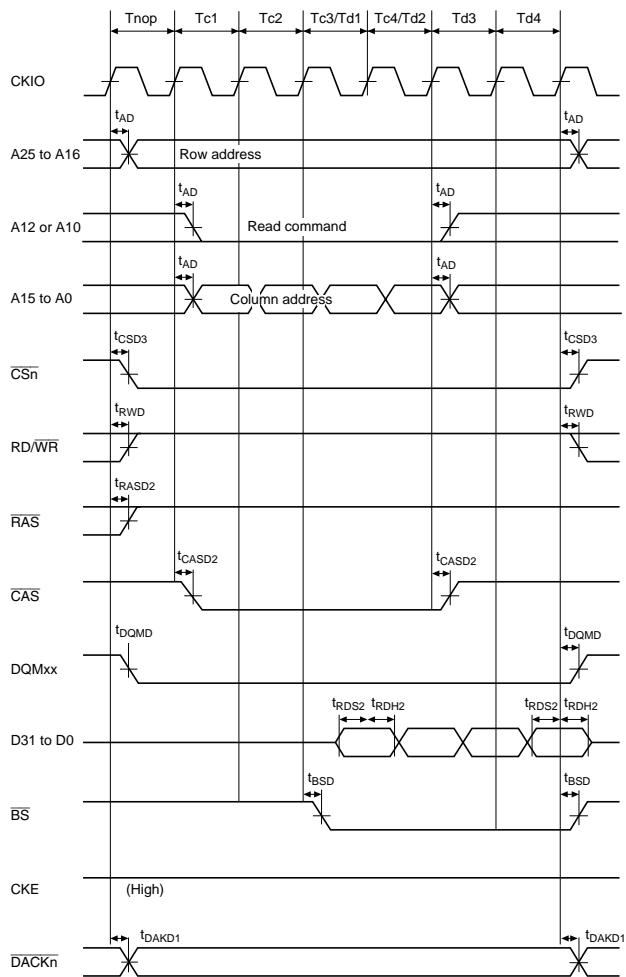 Tnop Tc1 Tc2 Tc3/Td1 Tc4/Td2 Td3 Td4
CKIO
tAD tAD
A25 to A16 Row address
tAD tAD
A12 or A10 Read command
tAD tAD
A15 to A0 Column address
tCSD3 tCSD3
CSn
tRWD tRWD
RD/WR
tRASD2
RAS
tCASD2 tCASD2
CAS
tDQMD tDQMD
DQMxx
tRDS2 tRDH2 tRDS2 tRDH2
D31 to D0
tBSD tBSD
BS
CKE (High)
tDAKD1 tDAKD1
DACKn